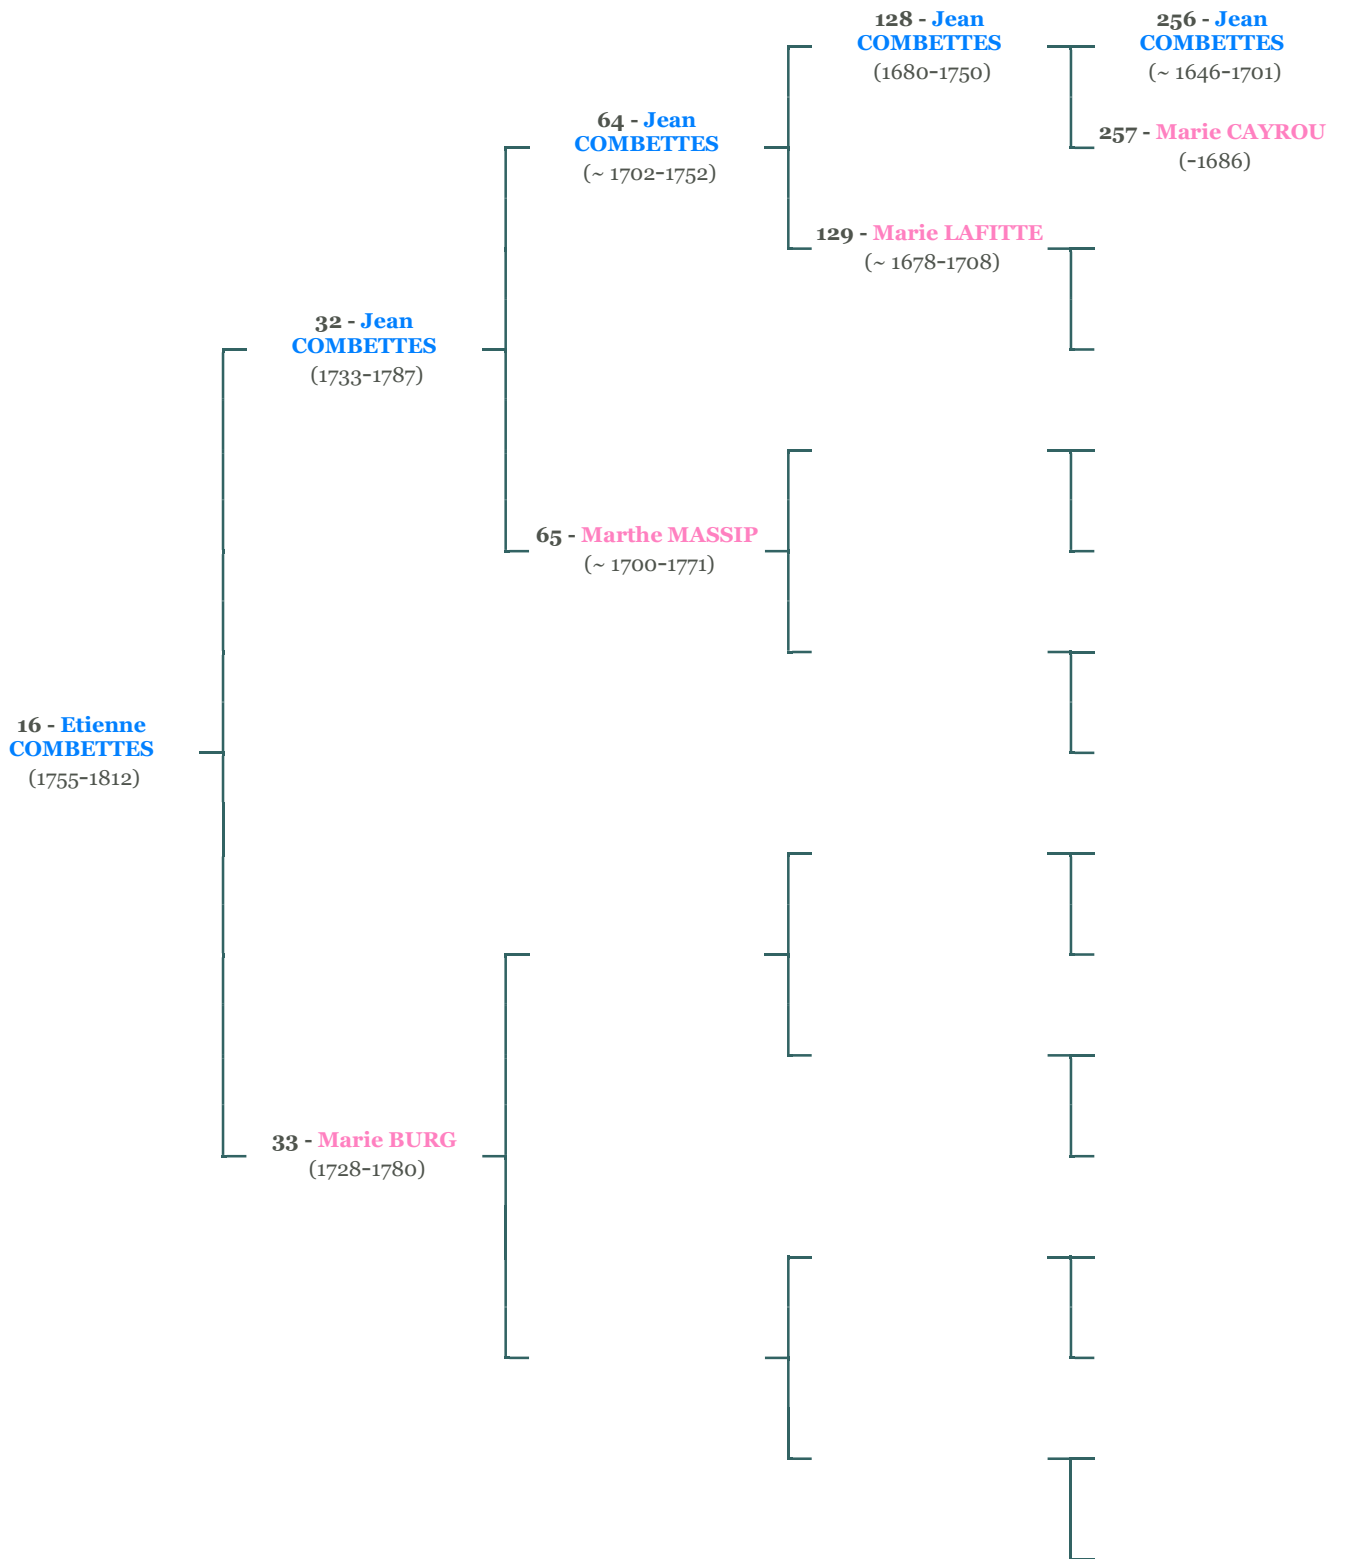 128 - Jean
COMBETTES
(1680-1750)
256 - Jean
COMBETTES
(~ 1646-1701)
64 - Jean
COMBETTES
(~ 1702-1752)
257 - Marie CAYROU
(-1686)
129 - Marie LAFITTE
(~ 1678-1708)
32 - Jean
COMBETTES
(1733-1787)
65 - Marthe MASSIP
(~ 1700-1771)
16 - Etienne
COMBETTES
(1755-1812)
33 - Marie BURG
(1728-1780)